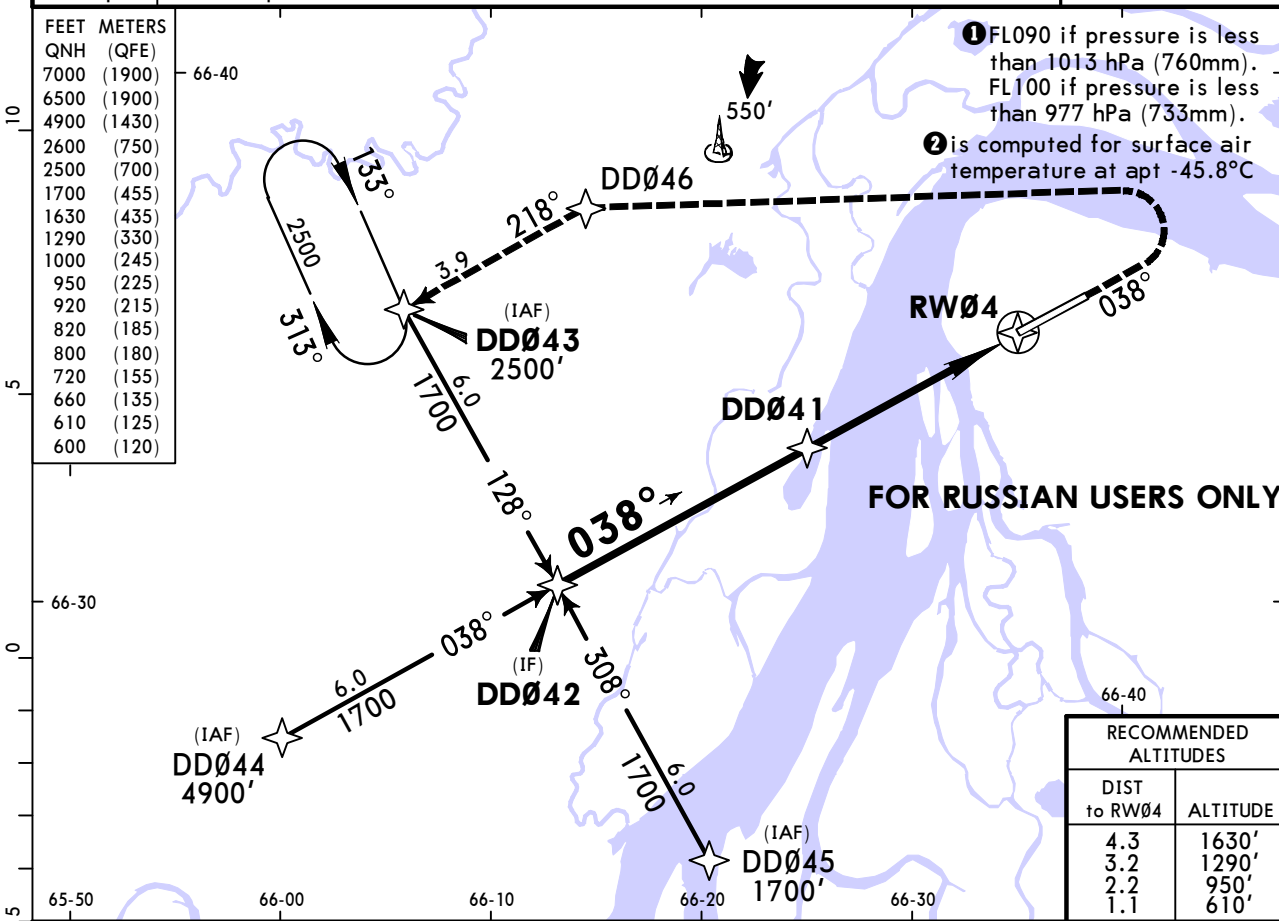 FEET METERS
QNH (QFE)
7000 (1900)
6500 (1900)
4900 (1430)
2600 (750)
2500 (700)
1700 (455)
1630 (435)
1290 (330)
1000 (245)
950 (225)
920 (215)
820 (185)
800 (180)
720 (155)
660 (135)
610 (125)
600 (120)
66-40
10
5
0
5
❶ FL090 if pressure is less
than 1013 hPa (760mm).
FL100 if pressure is less
than 977 hPa (733mm).
❷ is computed for surface air
temperature at apt -45.8°C
550'
133°
2500
313°
DDØ46
218°
3.9
(IAF)
DDØ43
2500'
6.0
1700
128°
RWØ4
038°
DDØ41
038°
FOR RUSSIAN USERS ONLY
66-30
038°
6.0
1700
(IF)
DDØ42
308°
6.0
1700
(IAF)
DDØ44
4900'
(IAF)
DDØ45
1700'
66-40
RECOMMENDED
ALTITUDES
DIST
to RWØ4
ALTITUDE
4.3 1630'
3.2 1290'
2.2 950'
1.1 610'
65-50 66-00 66-10 66-20 66-30